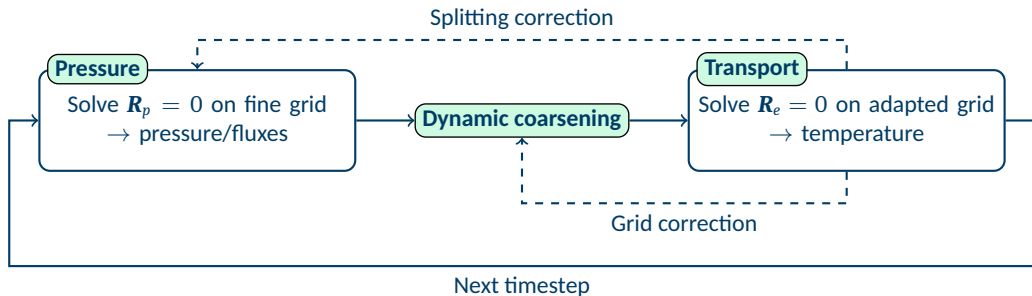 Splitting correction
Pressure
Solve R_p = 0 on fine grid
→ pressure/fluxes
Dynamic coarsening
Transport
Solve R_e = 0 on adapted grid
→ temperature
Grid correction
Next timestep